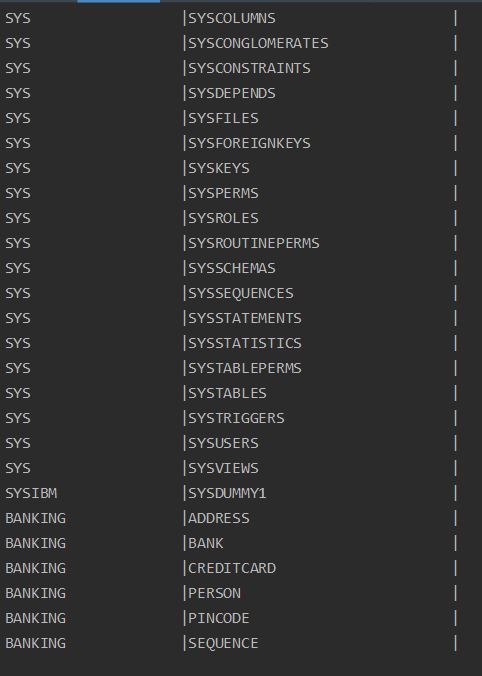 SYS |SYSCOLUMNS |
SYS |SYSCONGLOMERATES |
SYS |SYSCONSTRAINTS |
SYS |SYSDEPENDS |
SYS |SYSFILES |
SYS |SYSFOREIGNKEYS |
SYS |SYSKEYS |
SYS |SYSPERMS |
SYS |SYSROLES |
SYS |SYSROUTINEPERMS |
SYS |SYSSCHEMAS |
SYS |SYSSEQUENCES |
SYS |SYSSTATEMENTS |
SYS |SYSSTATISTICS |
SYS |SYSTABLEPERMS |
SYS |SYSTABLES |
SYS |SYSTRIGGERS |
SYS |SYSUSERS |
SYS |SYSVIEWS |
SYSIBM |SYSDUMMY1 |
BANKING |ADDRESS |
BANKING |BANK |
BANKING |CREDITCARD |
BANKING |PERSON |
BANKING |PINCODE |
BANKING |SEQUENCE |